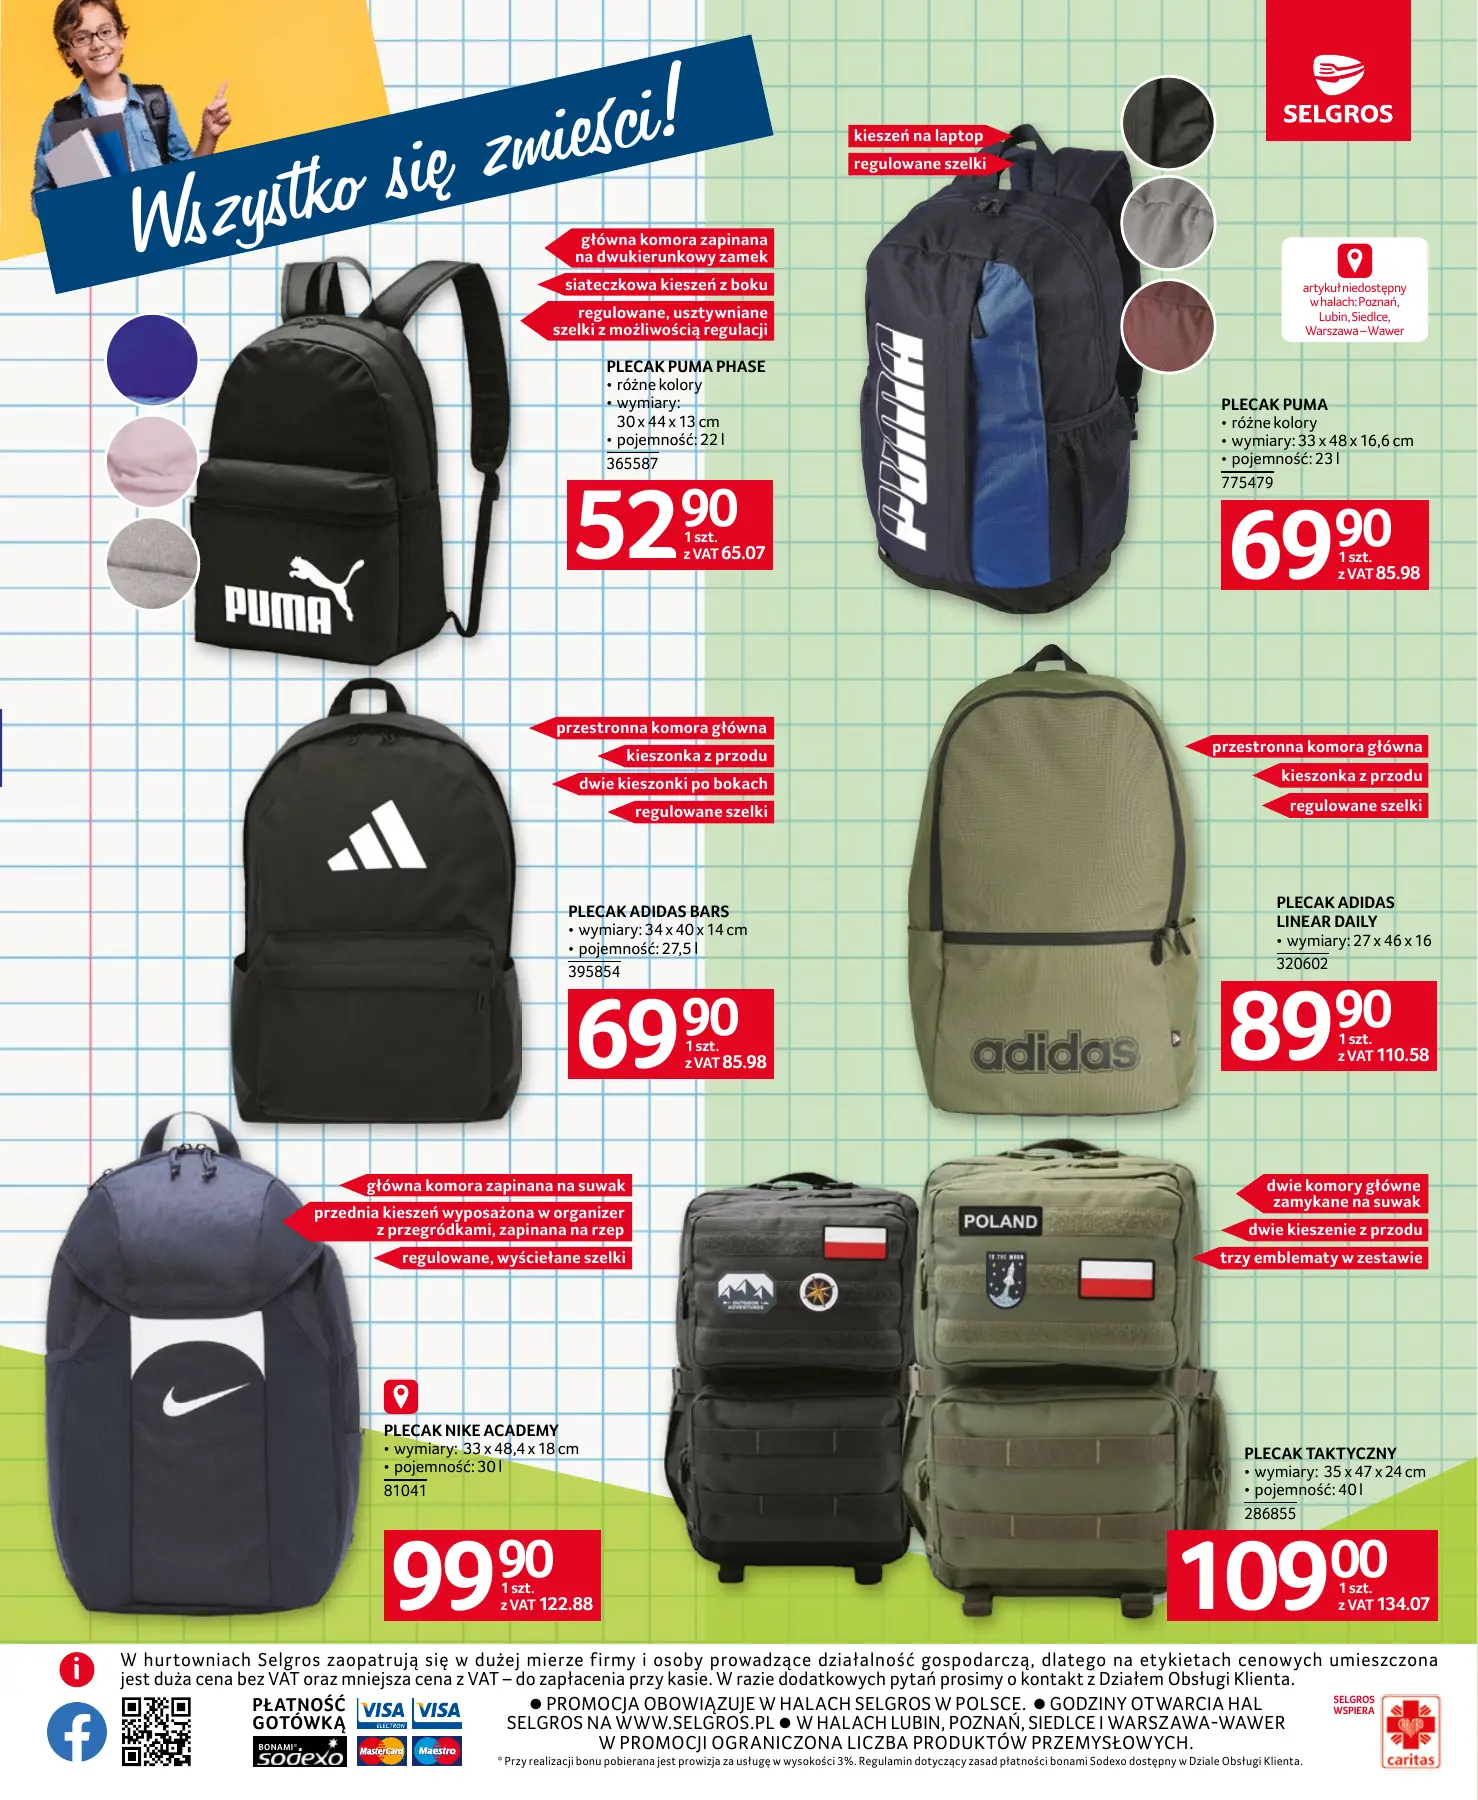 Wszystko się zmieści!
SELGROS
kieszeń na laptop
regulowane szelki
główna komora zapinana
na dwukierunkowy zamek
siateczkowa kieszeń z boku
regulowane, usztywniane
szelki z możliwością regulacji
PLECAK PUMA PHASE
• różne kolory
• wymiary:
30 x 44 x 13 cm
• pojemność: 22 l
365587
52 90
1 szt.
z VAT 65.07
PUMA
PUMA
artykuł niedostępny
w halach: Poznań,
Lubin, Siedlce,
Warszawa – Wawer
PLECAK PUMA
• różne kolory
• wymiary: 33 x 48 x 16,6 cm
• pojemność: 23 l
775479
69 90
1 szt.
z VAT 85.98
przestronna komora główna
kieszonka z przodu
dwie kieszonki po bokach
regulowane szelki
PLECAK ADIDAS BARS
• wymiary: 34 x 40 x 14 cm
• pojemność: 27,5 l
395854
69 90
1 szt.
z VAT 85.98
przestronna komora główna
kieszonka z przodu
regulowane szelki
PLECAK ADIDAS
LINEAR DAILY
• wymiary: 27 x 46 x 16
320602
89 90
1 szt.
z VAT 110.58
adidas
główna komora zapinana na suwak
przednia kieszeń wyposażona w organizer
z przegródkami, zapinana na rzep
regulowane, wyściełane szelki
PLECAK NIKE ACADEMY
• wymiary: 33 x 48,4 x 18 cm
• pojemność: 30 l
81041
99 90
1 szt.
z VAT 122.88
OUTDOOR
ADVENTURES
POLAND
TO THE MOON
dwie komory główne
zamykane na suwak
dwie kieszenie z przodu
trzy emblematy w zestawie
PLECAK TAKTYCZNY
• wymiary: 35 x 47 x 24 cm
• pojemność: 40 l
286855
109 00
1 szt.
z VAT 134.07
i
W hurtowniach Selgros zaopatrują się w dużej mierze firmy i osoby prowadzące działalność gospodarczą, dlatego na etykietach cenowych umieszczona
jest duża cena bez VAT oraz mniejsza cena z VAT – do zapłacenia przy kasie. W razie dodatkowych pytań prosimy o kontakt z Działem Obsługi Klienta.
f
PŁATNOŚĆ
GOTÓWKĄ
BONAMI*
sodexo
VISA
ELECTRON
VISA
MasterCard
Maestro
● PROMOCJA OBOWIĄZUJE W HALACH SELGROS W POLSCE. ● GODZINY OTWARCIA HAL
SELGROS NA WWW.SELGROS.PL ● W HALACH LUBIN, POZNAŃ, SIEDLCE I WARSZAWA-WAWER
W PROMOCJI OGRANICZONA LICZBA PRODUKTÓW PRZEMYSŁOWYCH.
* Przy realizacji bonu pobierana jest prowizja za usługę w wysokości 3%. Regulamin dotyczący zasad płatności bonami Sodexo dostępny w Dziale Obsługi Klienta.
SELGROS
WSPIERA
caritas